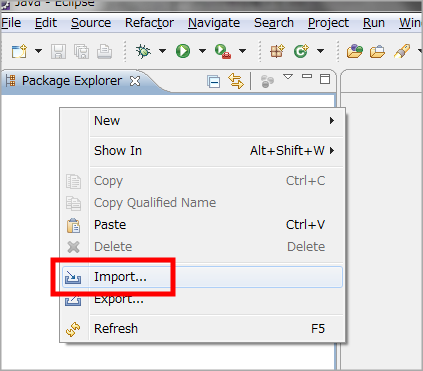 Java - Eclipse
File Edit Source Refactor Navigate Search Project Run Window
Package Explorer
New
Show In Alt+Shift+W
Copy Ctrl+C
Copy Qualified Name
Paste Ctrl+V
Delete Delete
Import...
Export...
Refresh F5